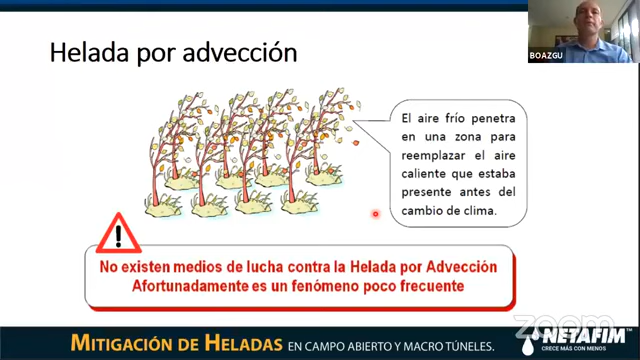 Helada por advección
BOAZGU
El aire frío penetra
en una zona para
reemplazar el aire
caliente que estaba
presente antes del
cambio de clima.
!
No existen medios de lucha contra la Helada por Advección
Afortunadamente es un fenómeno poco frecuente
zoom
MITIGACIÓN DE HELADAS EN CAMPO ABIERTO Y MACRO TÚNELES.
NETAFIM
CRECE MÁS CON MENOS